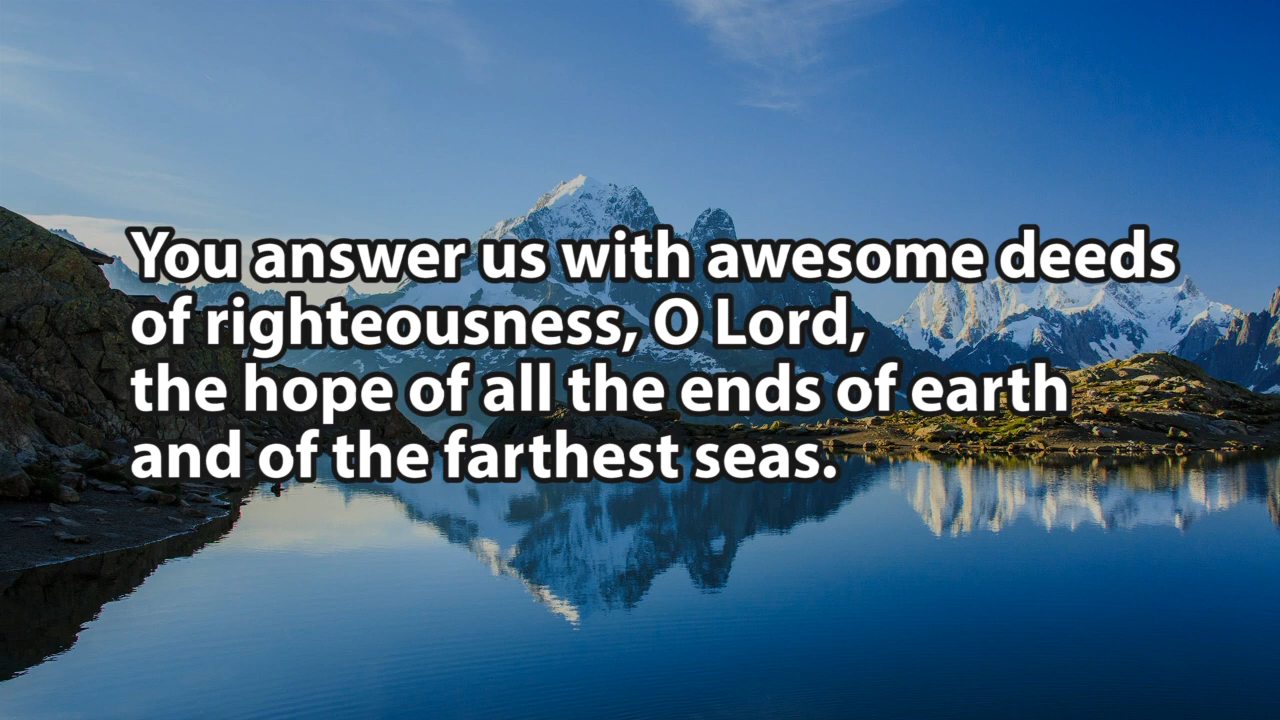 You answer us with awesome deeds
of righteousness, O Lord,
the hope of all the ends of earth
and of the farthest seas.